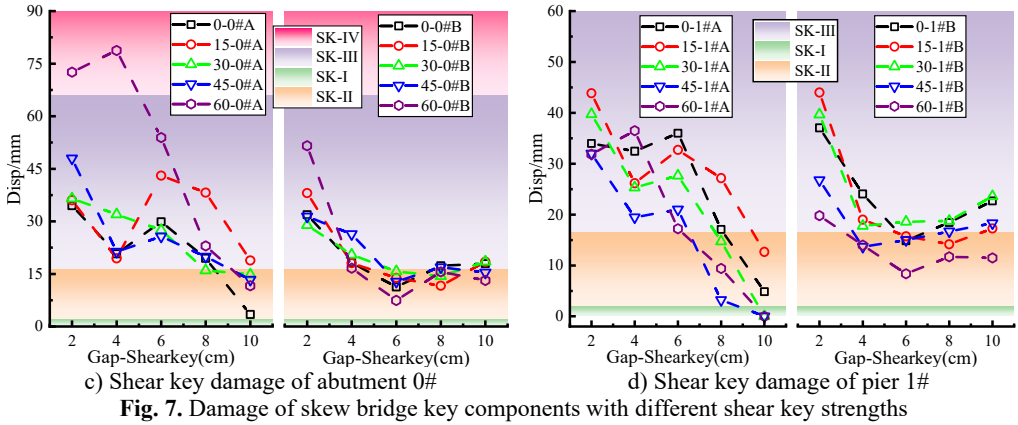 90
75
60
45
30
15
0
Disp/mm
0-0#A
15-0#A
30-0#A
45-0#A
60-0#A
SK-IV
SK-III
SK-I
SK-II
0-0#B
15-0#B
30-0#B
45-0#B
60-0#B
2 4 6 8 10
2 4 6 8 10
Gap-Shearkey(cm) Gap-Shearkey(cm)
c) Shear key damage of abutment 0#
60
50
40
30
20
10
0
Disp/mm
0-1#A
15-1#A
30-1#A
45-1#A
60-1#A
SK-III
SK-I
SK-II
0-1#B
15-1#B
30-1#B
45-1#B
60-1#B
2 4 6 8 10
2 4 6 8 10
Gap-Shearkey(cm) Gap-Shearkey(cm)
d) Shear key damage of pier 1#
Fig. 7. Damage of skew bridge key components with different shear key strengths